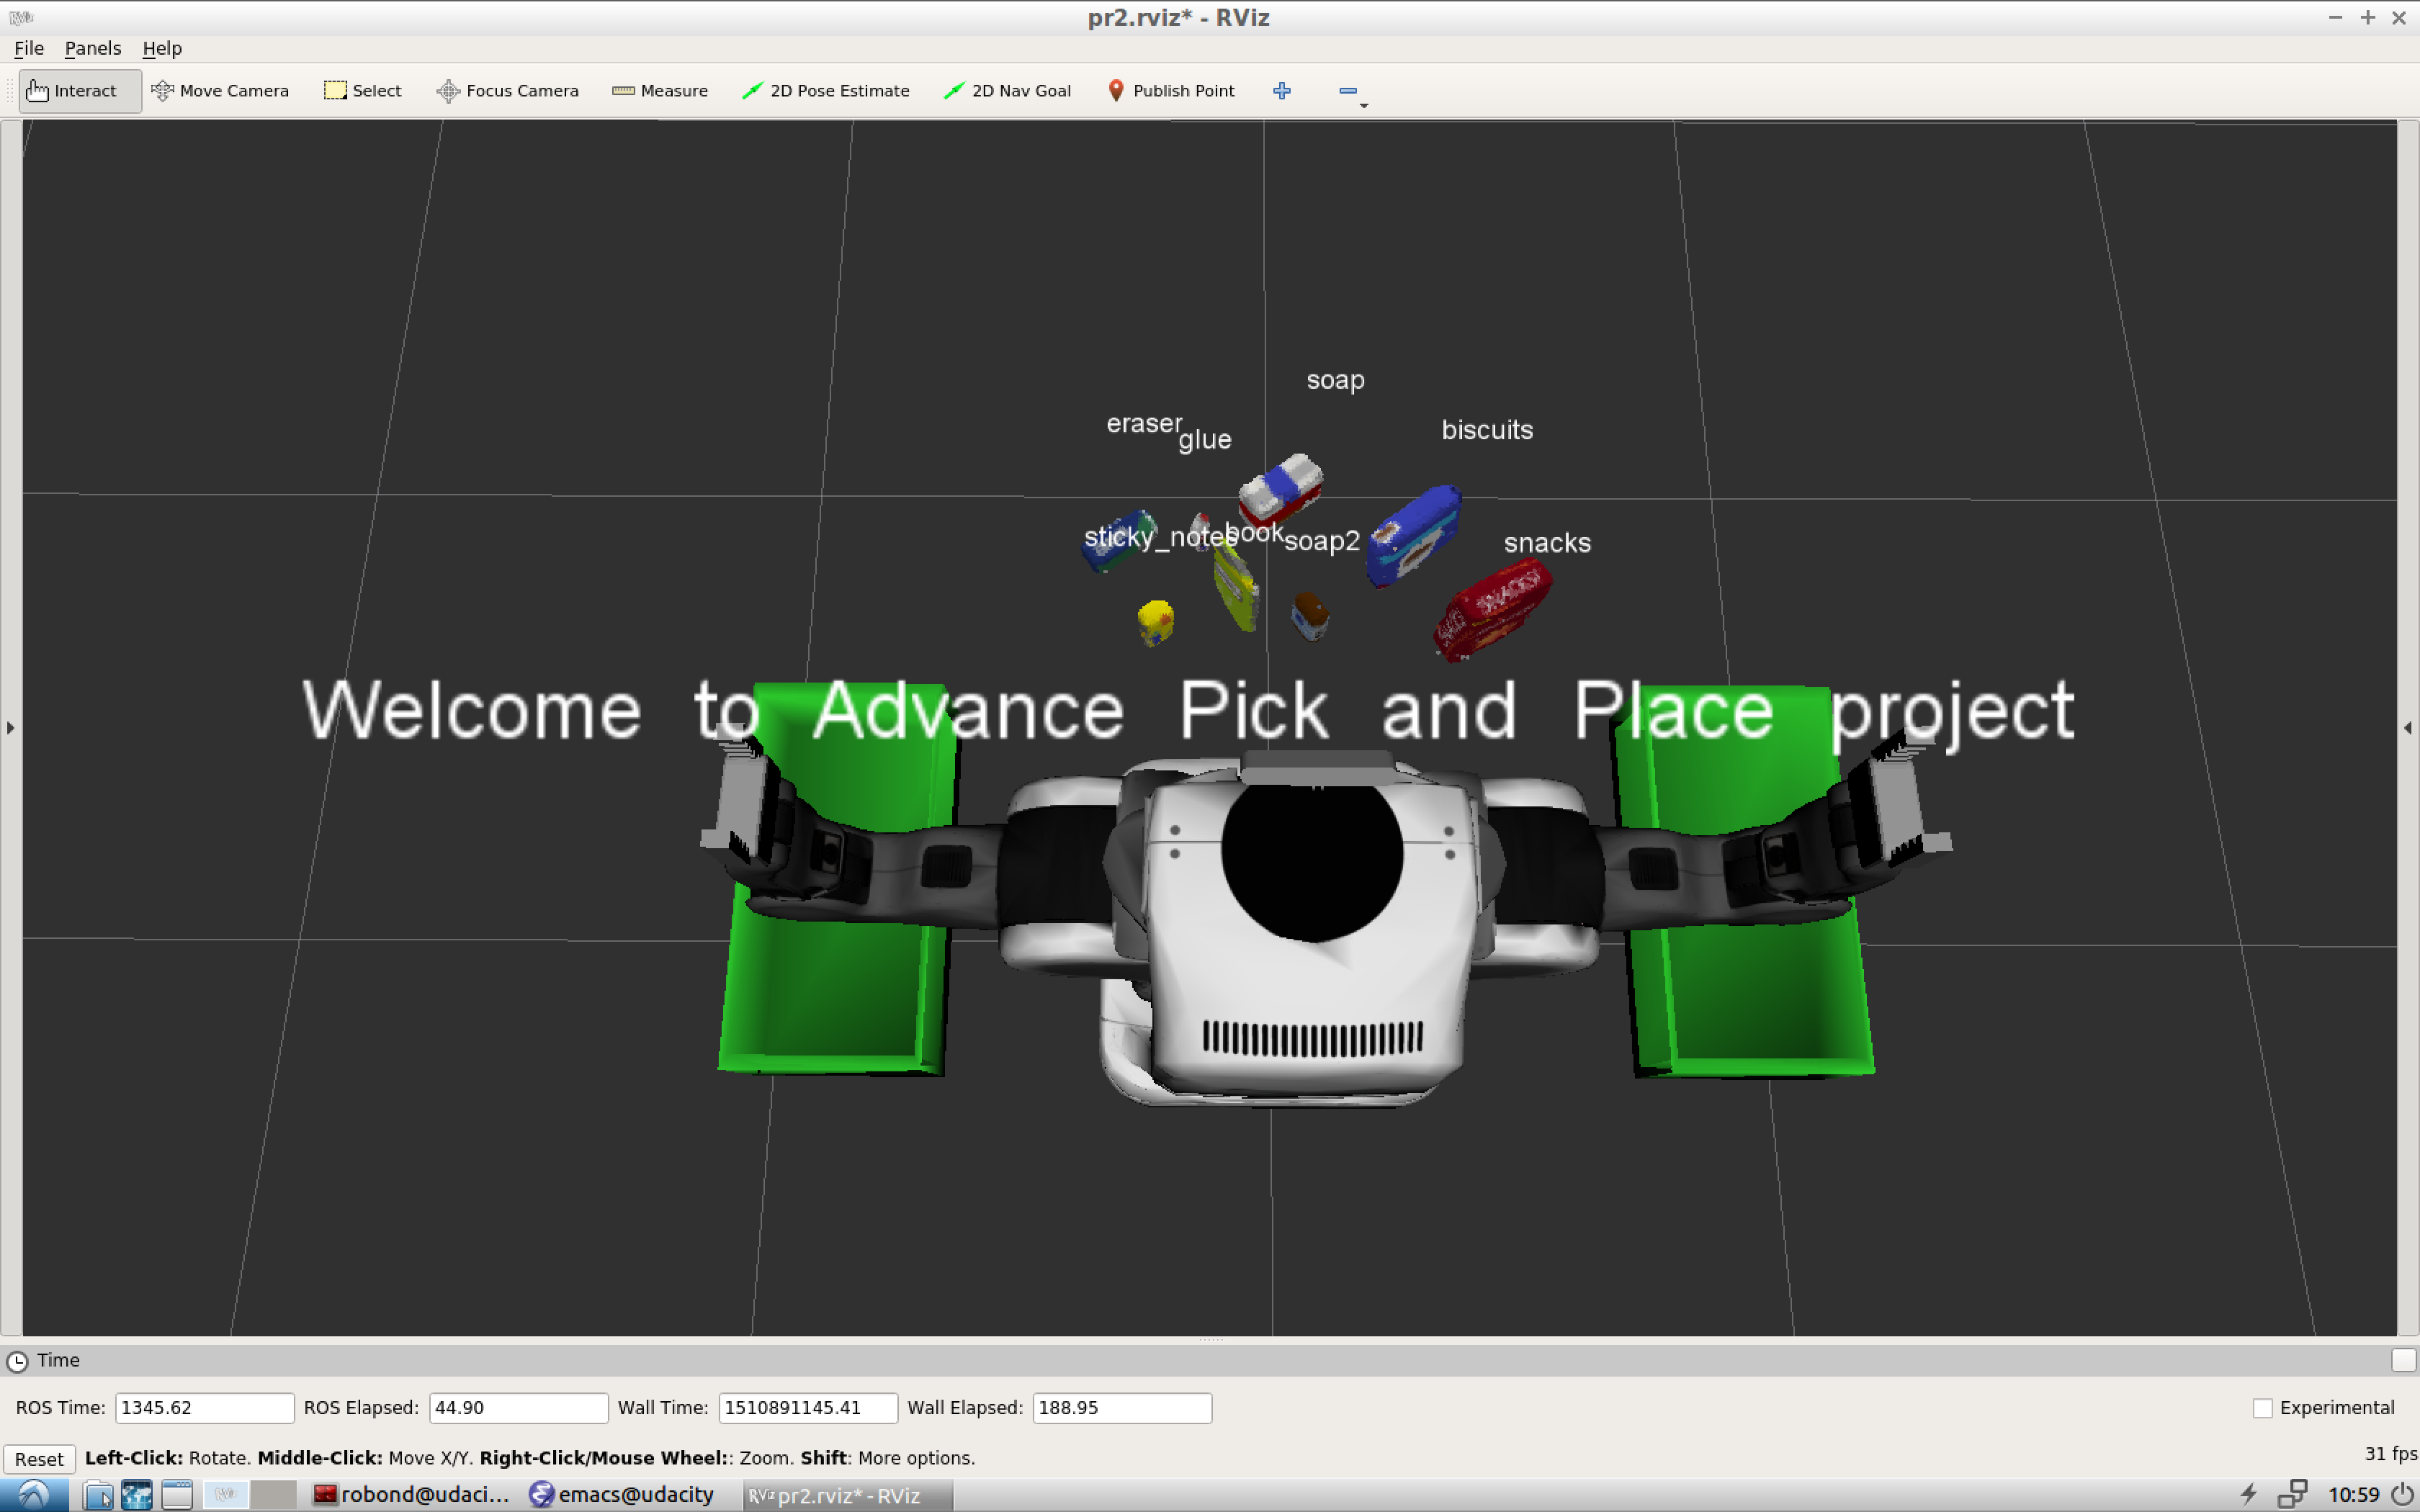 RViz pr2.rviz* - RViz
File Panels Help
Interact Move Camera Select Focus Camera Measure 2D Pose Estimate 2D Nav Goal Publish Point
soap
eraser
glue
biscuits
sticky_notes
book
soap2
snacks
Welcome to Advance Pick and Place project
Time
ROS Time: 1345.62 ROS Elapsed: 44.90 Wall Time: 1510891145.41 Wall Elapsed: 188.95 Experimental
Reset Left-Click: Rotate. Middle-Click: Move X/Y. Right-Click/Mouse Wheel:: Zoom. Shift: More options. 31 fps
RViz robond@udaci... emacs@udacity RViz pr2.rviz* - RViz 10:59